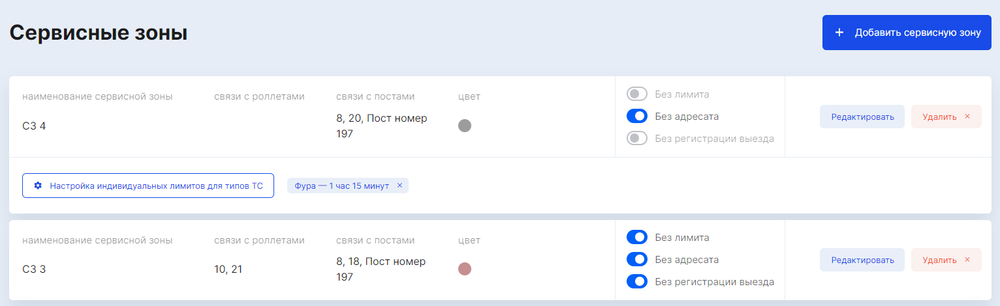 Сервисные зоны
+ Добавить сервисную зону
наименование сервисной зоны связи с роллетами связи с постами цвет
СЗ 4
8, 20, Пост номер
197
Без лимита
Без адресата
Без регистрации выезда
Редактировать Удалить ×
Настройка индивидуальных лимитов для типов ТС
Фура — 1 час 15 минут ×
наименование сервисной зоны связи с роллетами связи с постами цвет
СЗ 3
10, 21
8, 18, Пост номер
197
Без лимита
Без адресата
Без регистрации выезда
Редактировать Удалить ×